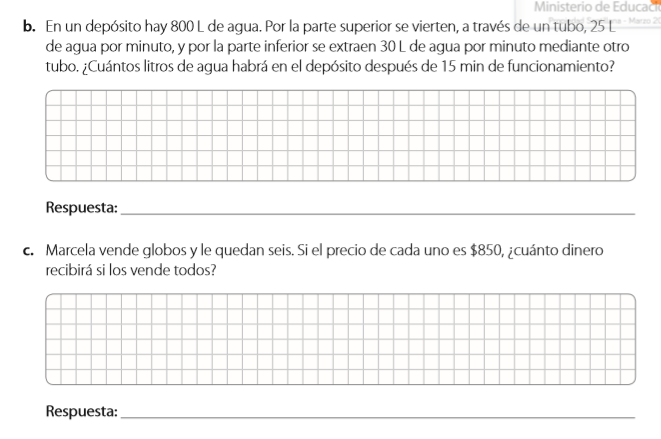 Ministerio de Educaci
b. En un depósito hay 800 L de agua. Por la parte superior se vierten, a través de un tubo, 25 L
de agua por minuto, y por la parte inferior se extraen 30 L de agua por minuto mediante otro
tubo. ¿Cuántos litros de agua habrá en el depósito después de 15 min de funcionamiento?
Respuesta:
c. Marcela vende globos y le quedan seis. Si el precio de cada uno es $850, ¿cuánto dinero
recibirá si los vende todos?
Respuesta: